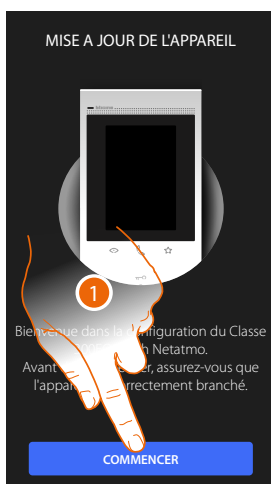 MISE A JOUR DE L'APPAREIL
1
Bienvenue dans la configuration du Classe
Netatmo.
Avant assurez-vous que
l'appareil correctement branché.
COMMENCER